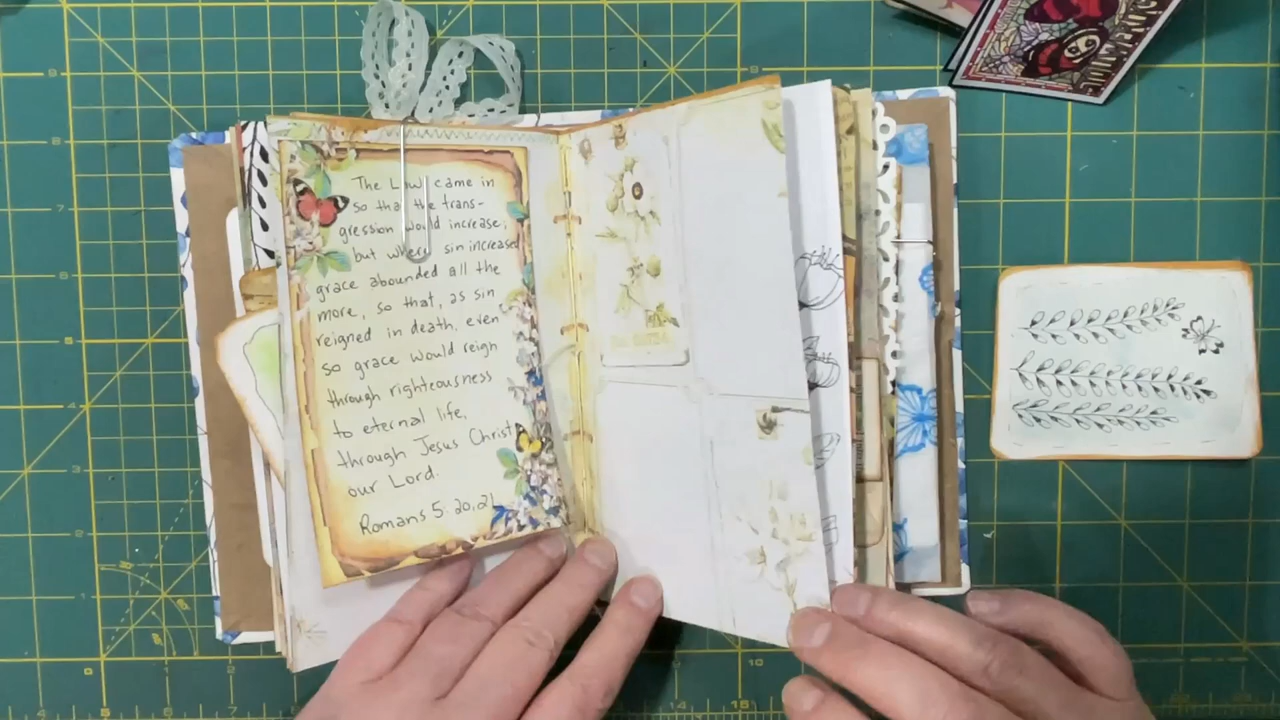 The Law came in
so that the trans-
gression would increase;
but where sin increased
grace abounded all the
more, so that, as sin
reigned in death, even
so grace would reign
through righteousness
to eternal life,
through Jesus Christ
our Lord.
Romans 5:20,21